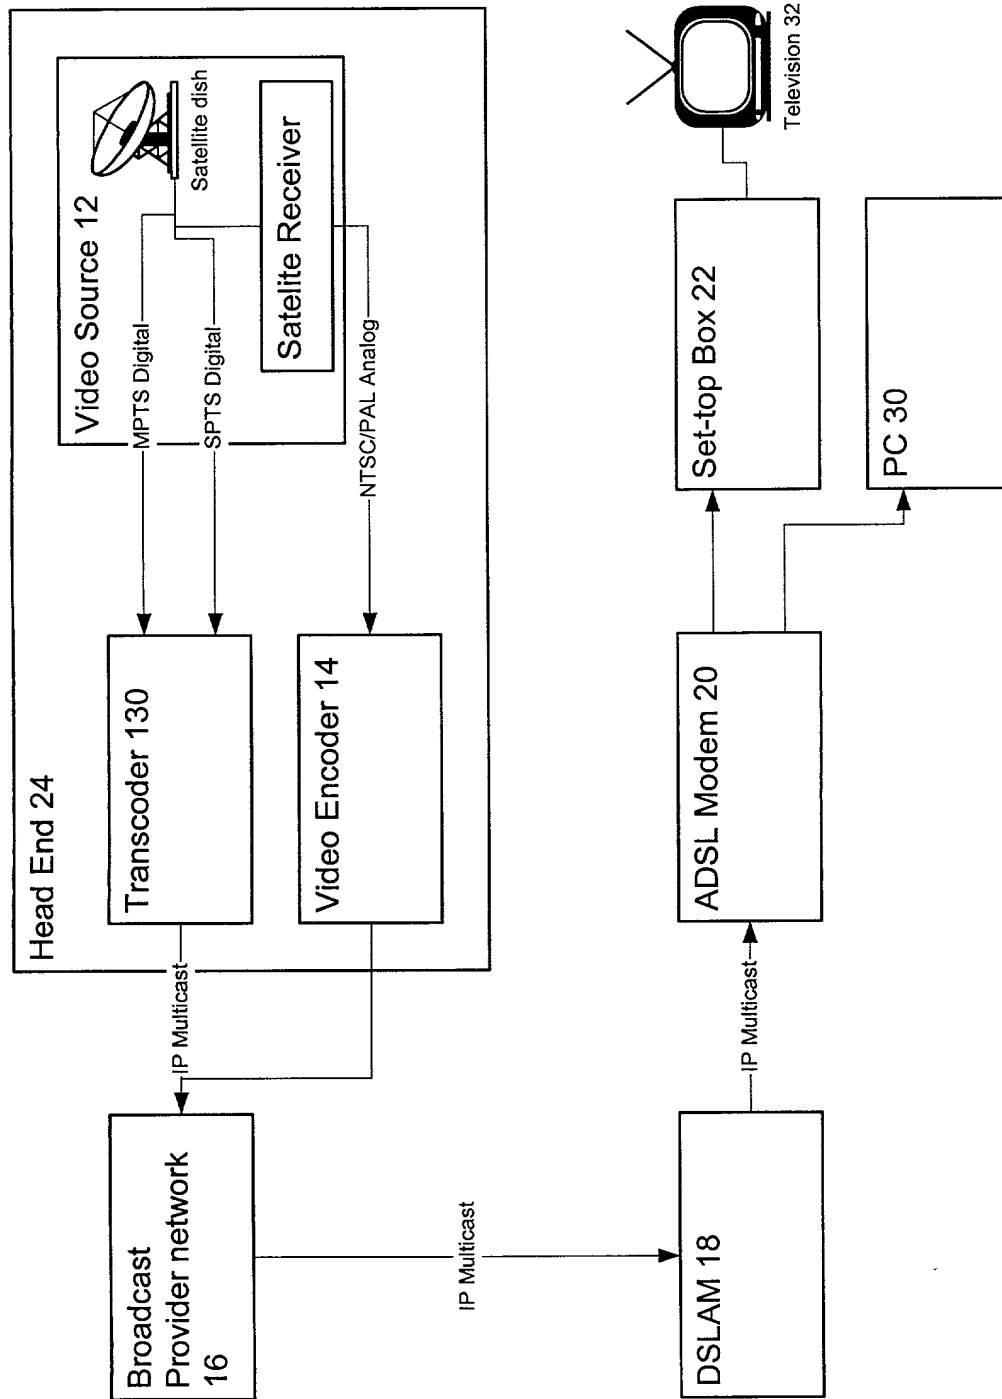 Head End 24
Video Source 12
Satellite dish
Satelite Receiver
MPTS Digital
SPTS Digital
NTSC/PAL Analog
Transcoder 130
Video Encoder 14
IP Multicast
Broadcast
Provider network
16
IP Multicast
DSLAM 18
IP Multicast
ADSL Modem 20
Set-top Box 22
PC 30
Television 32